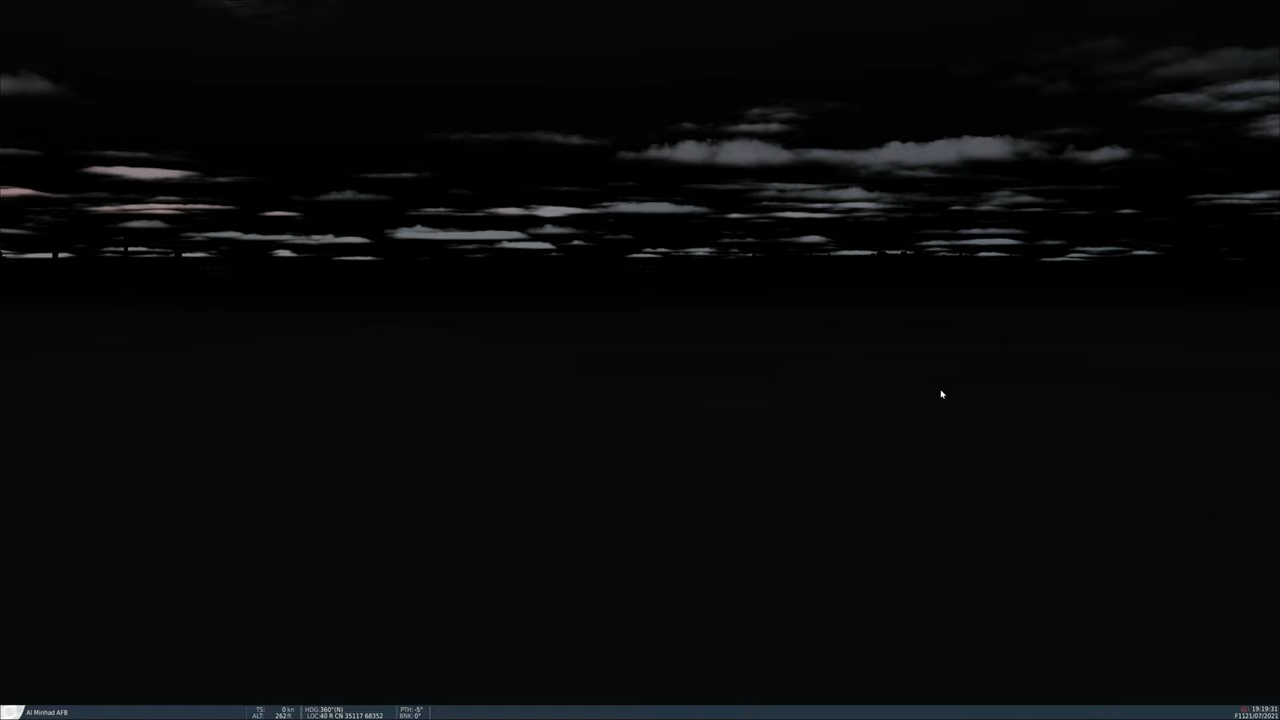 Al Minhad AFB
TS: 0 kn
ALT: 262 ft
HDG:360°(N)
LOC:40 R CN 35117 68352
PTH: -5°
BNK: 0°
19:19:31
F11 21/07/2021